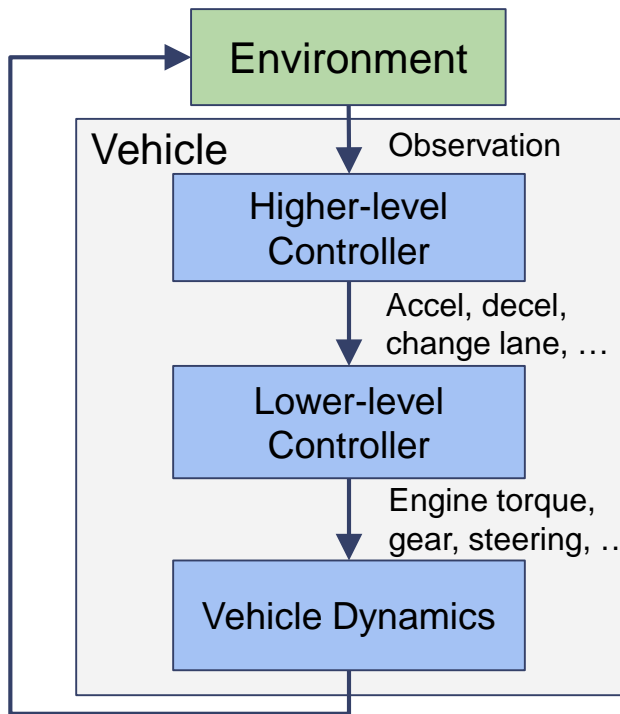 Environment
Vehicle
Observation
Higher-level
Controller
Accel, decel,
change lane, …
Lower-level
Controller
Engine torque,
gear, steering, …
Vehicle Dynamics